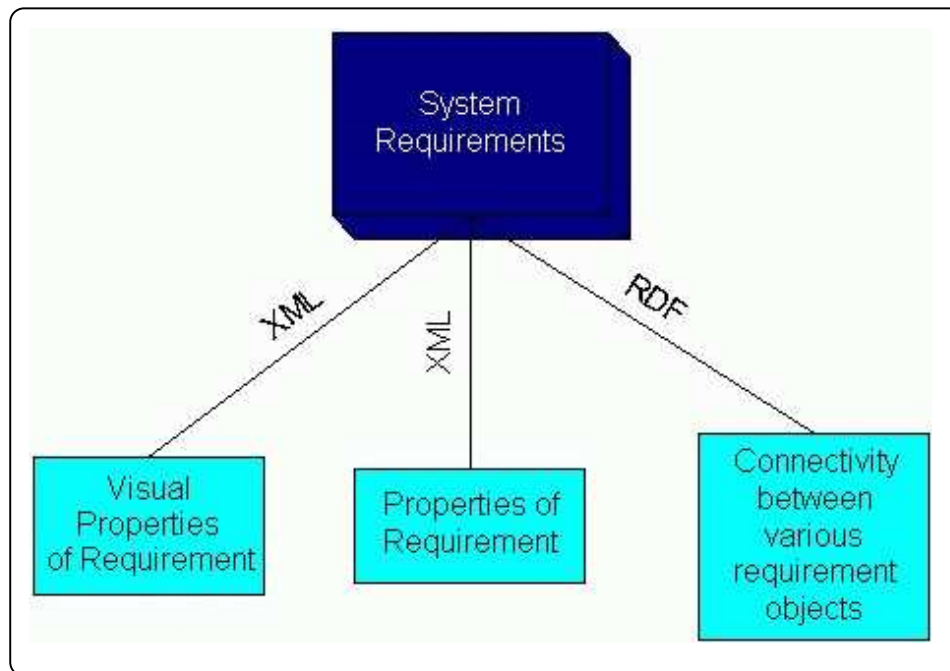 System
Requirements
XML
XML
RDF
Visual
Properties
of Requirement
Properties of
Requirement
Connectivity
between
various
requirement
objects